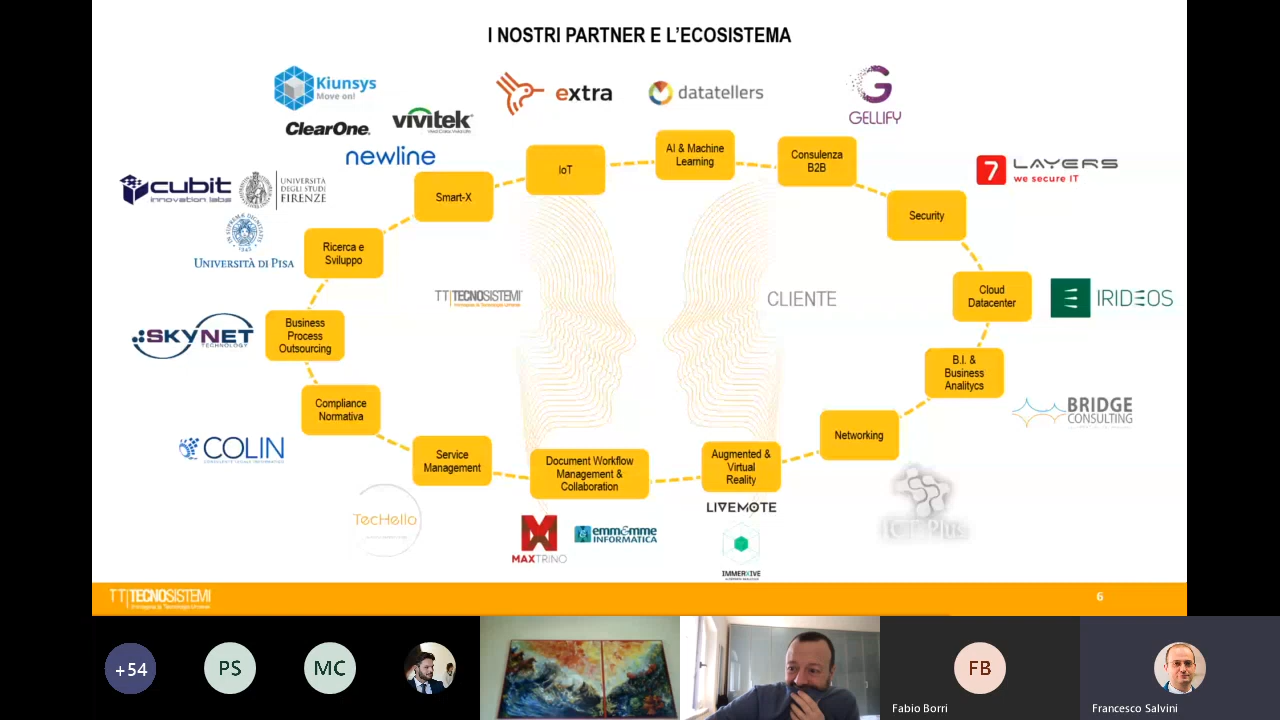 I NOSTRI PARTNER E L'ECOSISTEMA
Kiunsys
Move on!
extra
datatellers
GELLIFY
ClearOne.
vivitek
newline
IoT
AI & Machine
Learning
Consulenza
B2B
7 LAYERS
we secure IT
cubit
innovation labs
UNIVERSITÀ
DEGLI STUDI
FIRENZE
Smart-X
Security
UNIVERSITÀ DI PISA
Ricerca e
Sviluppo
TT|TECNOSISTEMI
CLIENTE
Cloud
Datacenter
IRIDEOS
SKYNET
TECHNOLOGY
Business
Process
Outsourcing
B.I. &
Business
Analitycs
BRIDGE
CONSULTING
Compliance
Normativa
COLIN
Service
Management
Document Workflow
Management &
Collaboration
Augmented &
Virtual
Reality
Networking
TecHella
MAXTRINO
emm&mme
INFORMATICA
LIVEMOTE
IMMERXIVE
ICT Plus
TT|TECNOSISTEMI
6
+54
PS
MC
FB
Fabio Borri
Francesco Salvini